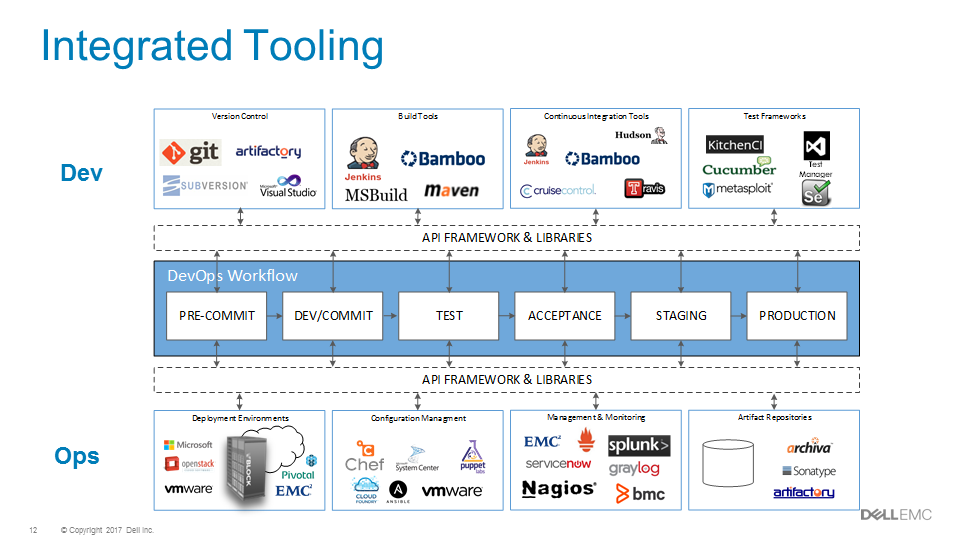 Integrated Tooling
Dev
Version Control
git
artifactory
SUBVERSION
Microsoft
Visual Studio
Build Tools
Jenkins
Bamboo
MSBuild
maven
Continuous Integration Tools
Hudson
Jenkins
Bamboo
cruisecontrol
Travis
Test Frameworks
KitchenCI
Test
Manager
Cucumber
metasploit
Se
API FRAMEWORK & LIBRARIES
DevOps Workflow
PRE-COMMIT
DEV/COMMIT
TEST
ACCEPTANCE
STAGING
PRODUCTION
API FRAMEWORK & LIBRARIES
Ops
Deployment Environments
Microsoft
openstack
vmware
VBLOCK
Pivotal
EMC²
Configuration Managment
Chef
System Center
puppet
labs
CLOUD
FOUNDRY
ANSIBLE
vmware
Management & Monitoring
EMC²
splunk>
servicenow
graylog
Nagios®
bmc
Artifact Repositories
archiva
Sonatype
artifactory
12
© Copyright 2017 Dell Inc.
DELLEMC